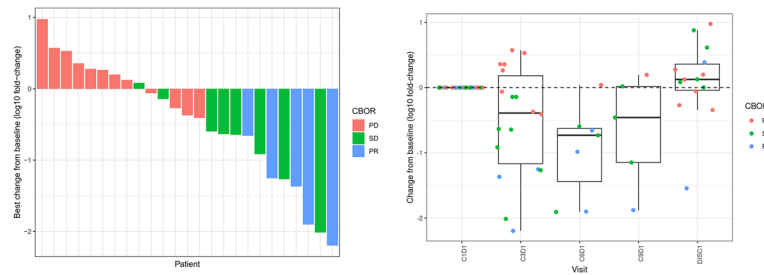 Best change from baseline (log10 fold-change)
1
0
-1
-2
Patient
CBOR
PD
SD
PR
Change from baseline (log10 fold-change)
1
0
-1
-2
C1D1
C3D1
C6D1
C9D1
DISC1
Visit
CBO
P
S
P